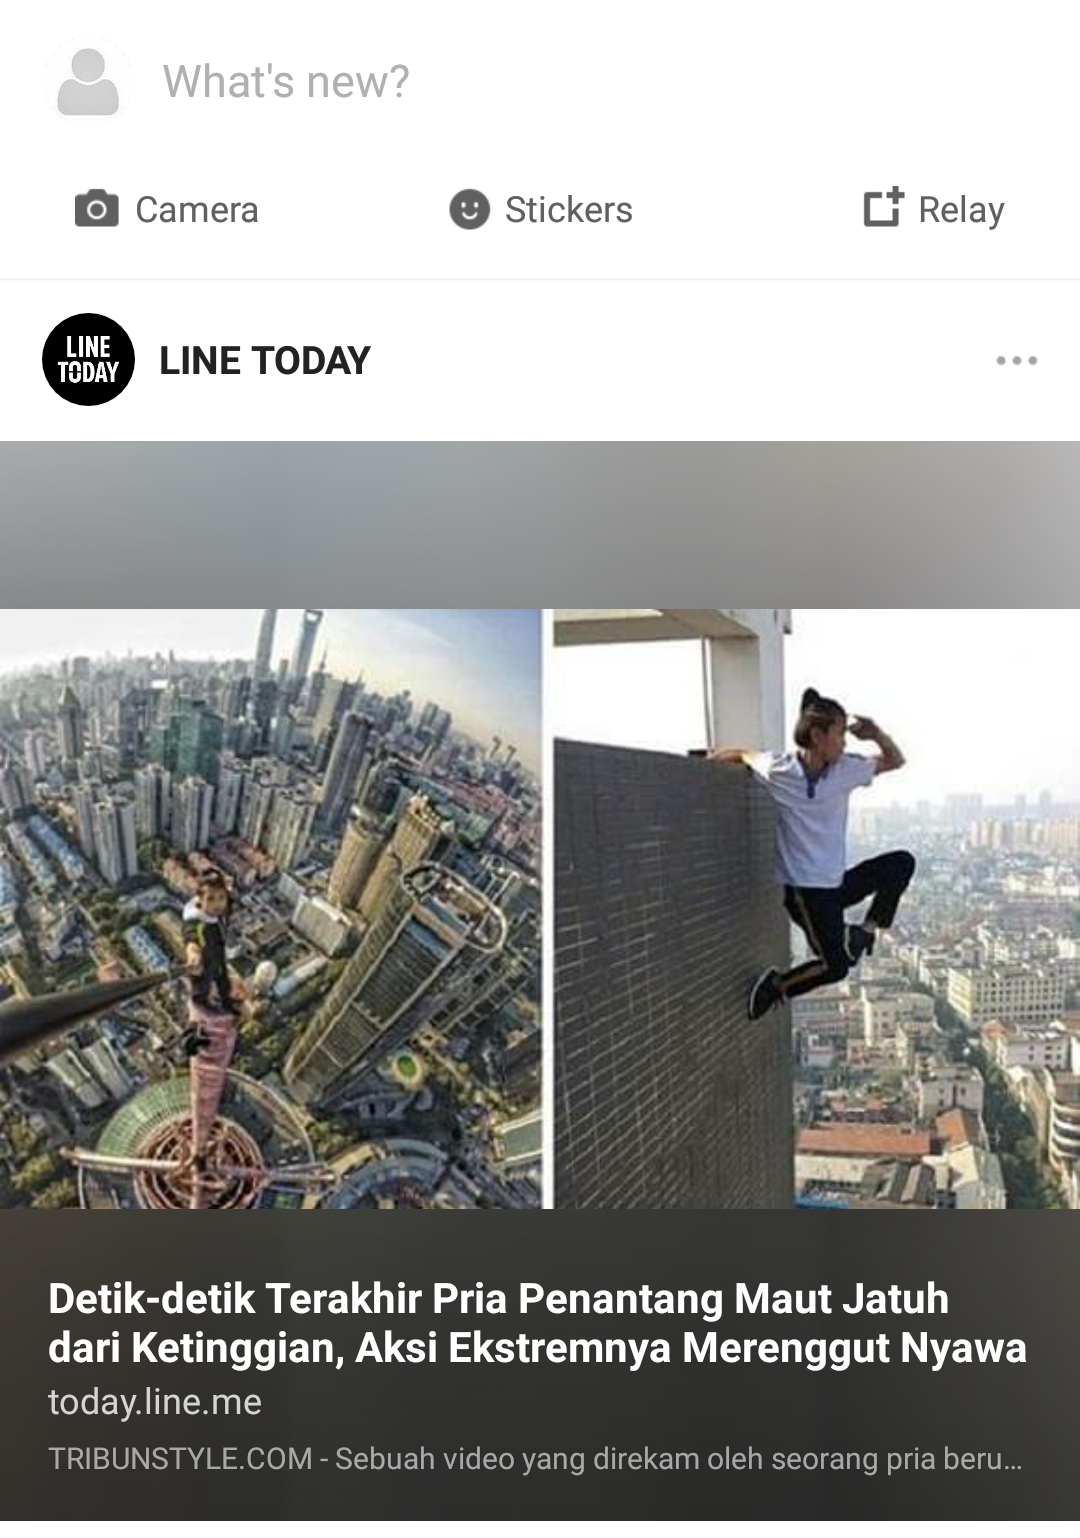 What's new?
Camera
Stickers
Relay
LINE
TODAY
LINE TODAY
Detik-detik Terakhir Pria Penantang Maut Jatuh
dari Ketinggian, Aksi Ekstremnya Merenggut Nyawa
today.line.me
TRIBUNSTYLE.COM - Sebuah video yang direkam oleh seorang pria beru...